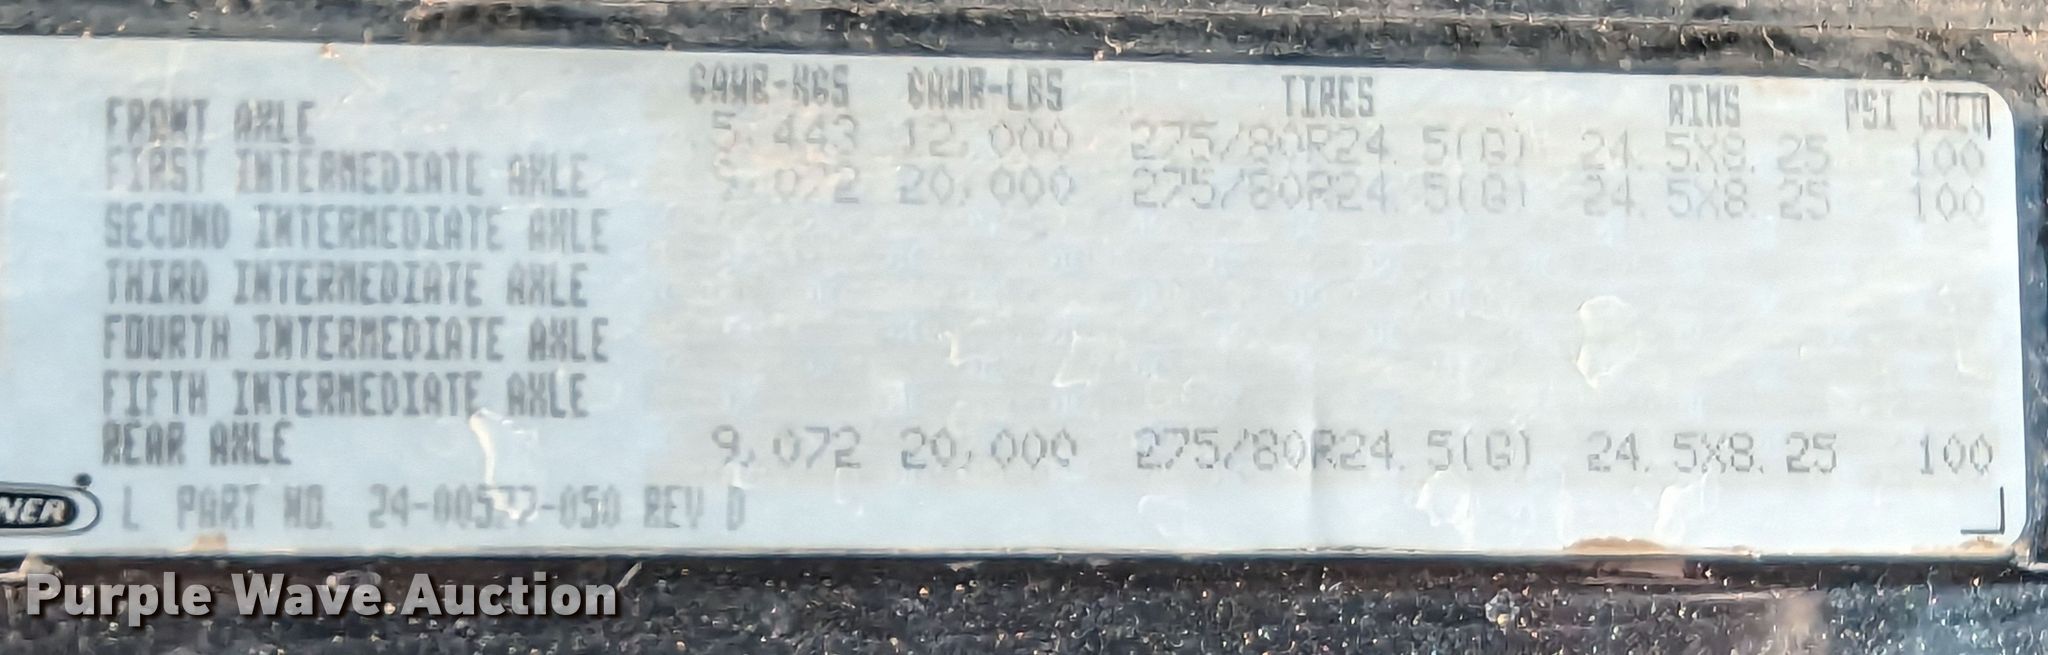 GAWR-KGS GAWR-LBS TIRES RIMS PSI COLD
FRONT AXLE 5,443 12,000 275/80R24.5(G) 24.5X8.25 100
FIRST INTERMEDIATE AXLE 9,072 20,000 275/80R24.5(G) 24.5X8.25 100
SECOND INTERMEDIATE AXLE
THIRD INTERMEDIATE AXLE
FOURTH INTERMEDIATE AXLE
FIFTH INTERMEDIATE AXLE
REAR AXLE 9,072 20,000 275/80R24.5(G) 24.5X8.25 100
NER L PART NO. REV D
Purple Wave Auction